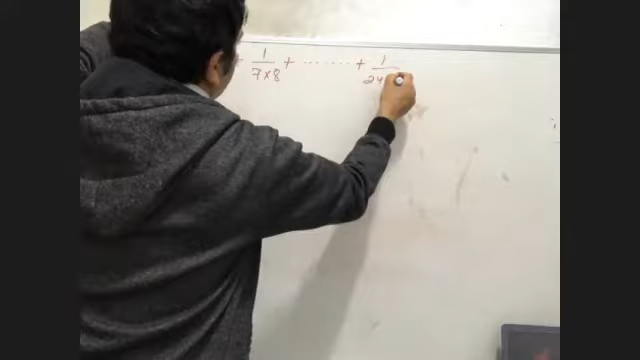 + 1/(7×8) + ........ + 1/24